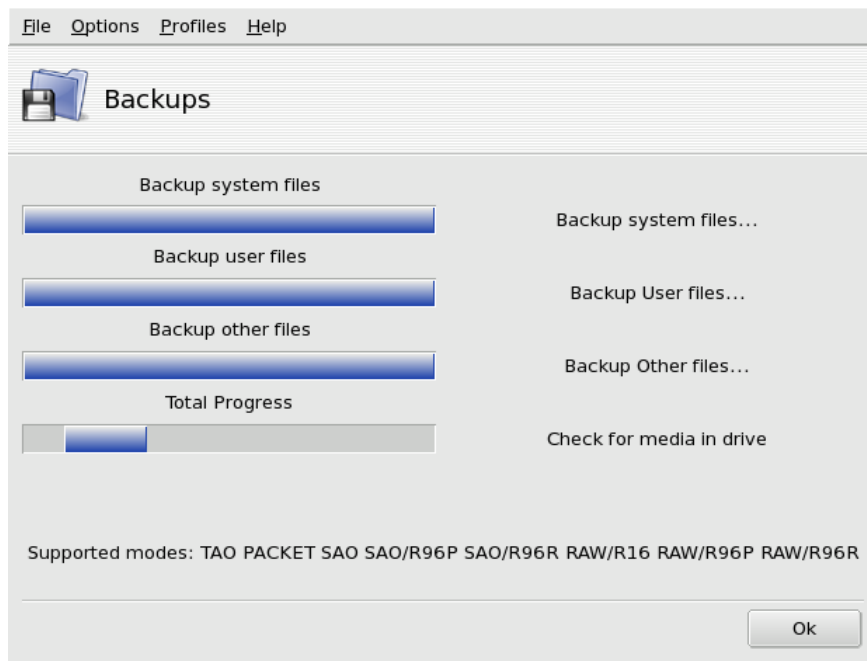 File Options Profiles Help
Backups
Backup system files
Backup system files...
Backup user files
Backup User files...
Backup other files
Backup Other files...
Total Progress
Check for media in drive
Supported modes: TAO PACKET SAO SAO/R96P SAO/R96R RAW/R16 RAW/R96P RAW/R96R
Ok